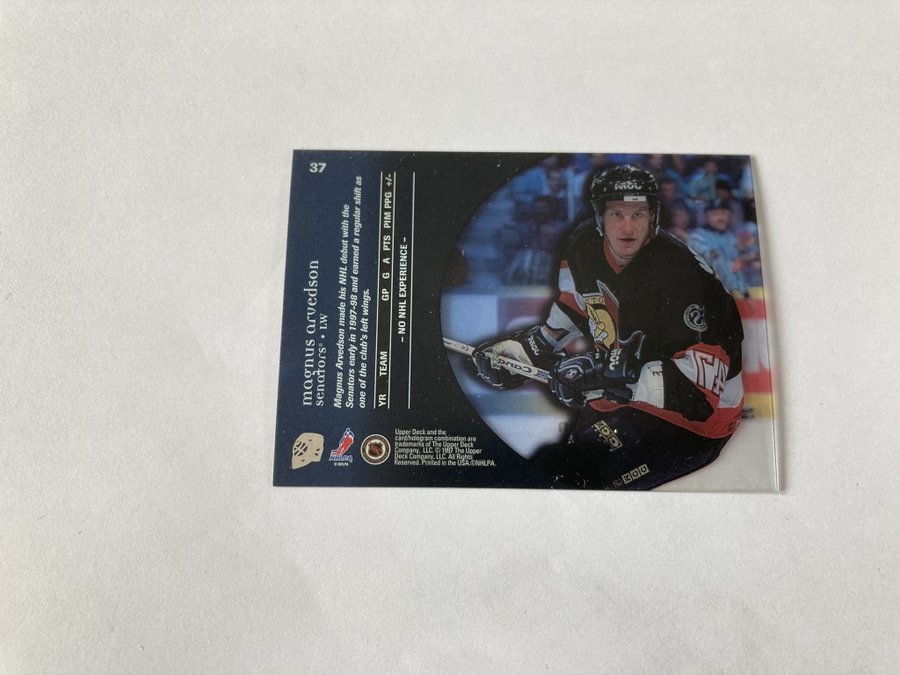 37
magnus arvedson
senators® • LW
Magnus Arvedson made his NHL debut with the
Senators early in 1997-98 and earned a regular shift as
one of the club's left wings.
YR TEAM GP G A PTS PIM PPG +/-
– NO NHL EXPERIENCE –
NHLPA
Upper Deck and the
card/hologram combination are
trademarks of The Upper Deck
Company, LLC. © 1997 The Upper
Deck Company, LLC. All Rights
Reserved. Printed in the USA.©NHLPA.